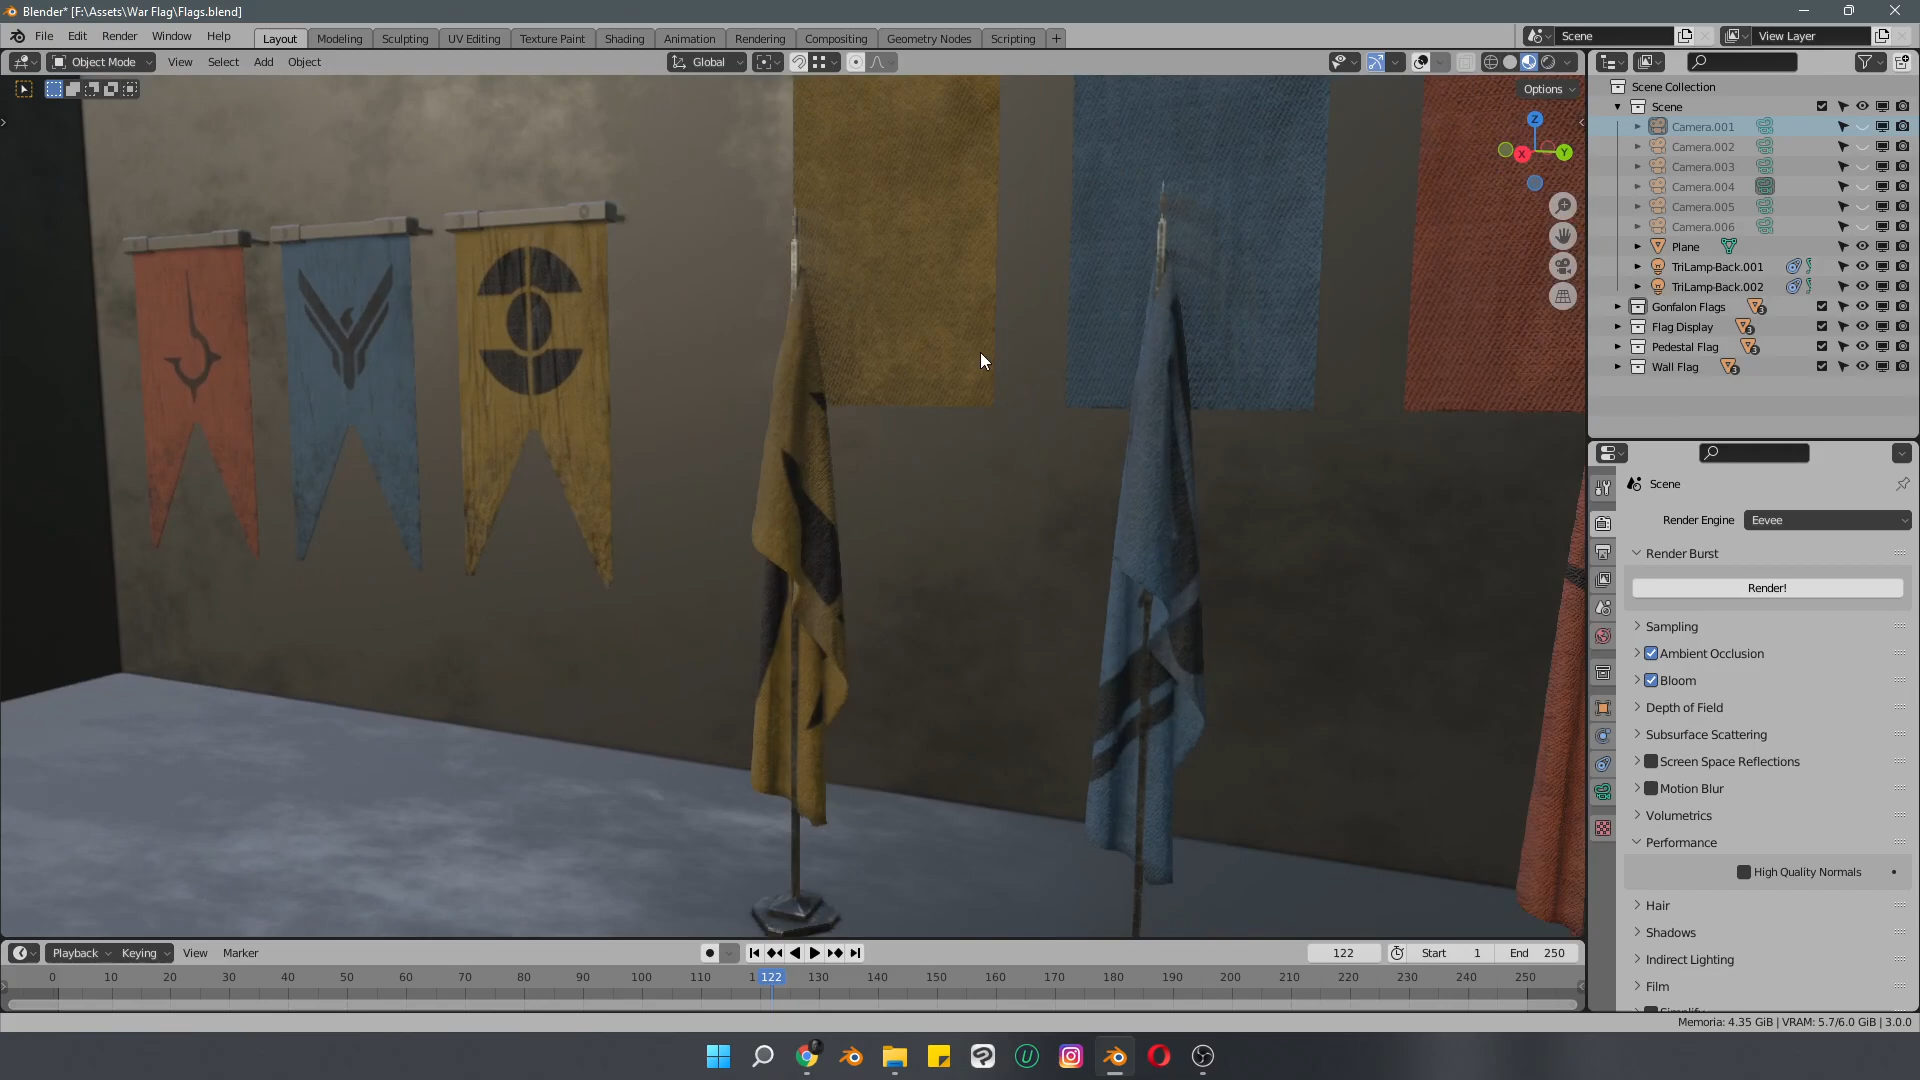 Blender* [F:\Assets\War Flag\Flags.blend]
File Edit Render Window Help Layout Modeling Sculpting UV Editing Texture Paint Shading Animation Rendering Compositing Geometry Nodes Scripting + Scene View Layer
Object Mode View Select Add Object Global
Options
Z
X Y
Scene Collection
Scene
Camera.001
Camera.002
Camera.003
Camera.004
Camera.005
Camera.006
Plane
TriLamp-Back.001
TriLamp-Back.002
Gonfalon Flags 3
Flag Display 3
Pedestal Flag 3
Wall Flag 3
Scene
Render Engine Eevee
Render Burst
Render!
Sampling
Ambient Occlusion
Bloom
Depth of Field
Subsurface Scattering
Screen Space Reflections
Motion Blur
Volumetrics
Performance
High Quality Normals
Hair
Shadows
Indirect Lighting
Film
Playback Keying View Marker 122 Start 1 End 250
0 10 20 30 40 50 60 70 80 90 100 110 122 130 140 150 160 170 180 190 200 210 220 230 240 250
Memoria: 4.35 GiB | VRAM: 5.7/6.0 GiB | 3.0.0